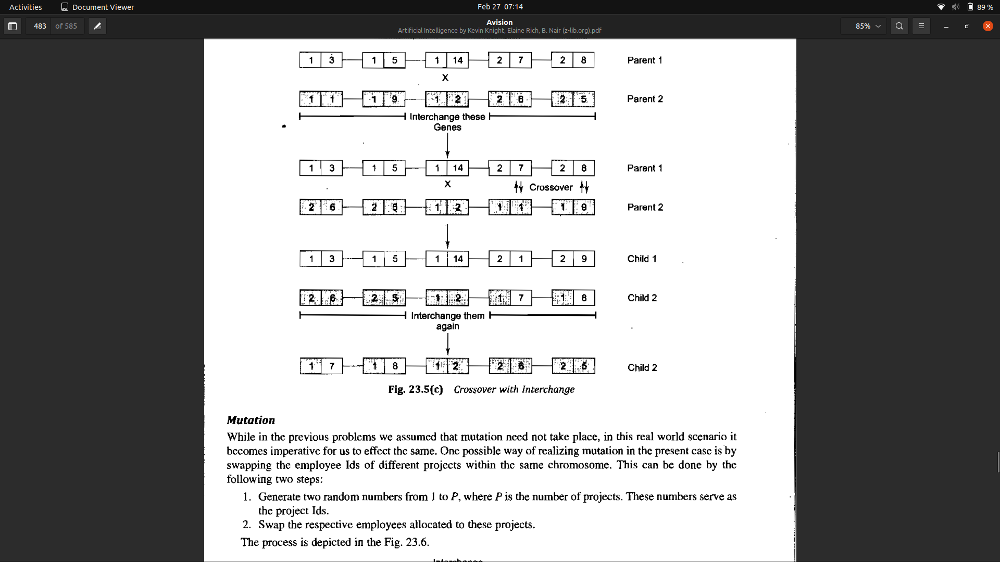 Activities Document Viewer Feb 27 07:14 89 %
483 of 585 Avision 85%
Artificial Intelligence by Kevin Knight, Elaine Rich, B. Nair (z-lib.org).pdf
1 3 1 5 1 14 2 7 2 8 Parent 1
X
1 1 1 9 1 2 2 6 2 5 Parent 2
Interchange these
Genes
1 3 1 5 1 14 2 7 2 8 Parent 1
X Crossover
2 6 2 5 1 2 1 1 1 9 Parent 2
1 3 1 5 1 14 2 1 2 9 Child 1
2 6 2 5 1 2 1 7 1 8 Child 2
Interchange them
again
1 7 1 8 1 2 2 6 2 5 Child 2
Fig. 23.5(c) Crossover with Interchange
Mutation
While in the previous problems we assumed that mutation need not take place, in this real world scenario it
becomes imperative for us to effect the same. One possible way of realizing mutation in the present case is by
swapping the employee Ids of different projects within the same chromosome. This can be done by the
following two steps:
1. Generate two random numbers from 1 to P, where P is the number of projects. These numbers serve as
the project Ids.
2. Swap the respective employees allocated to these projects.
The process is depicted in the Fig. 23.6.